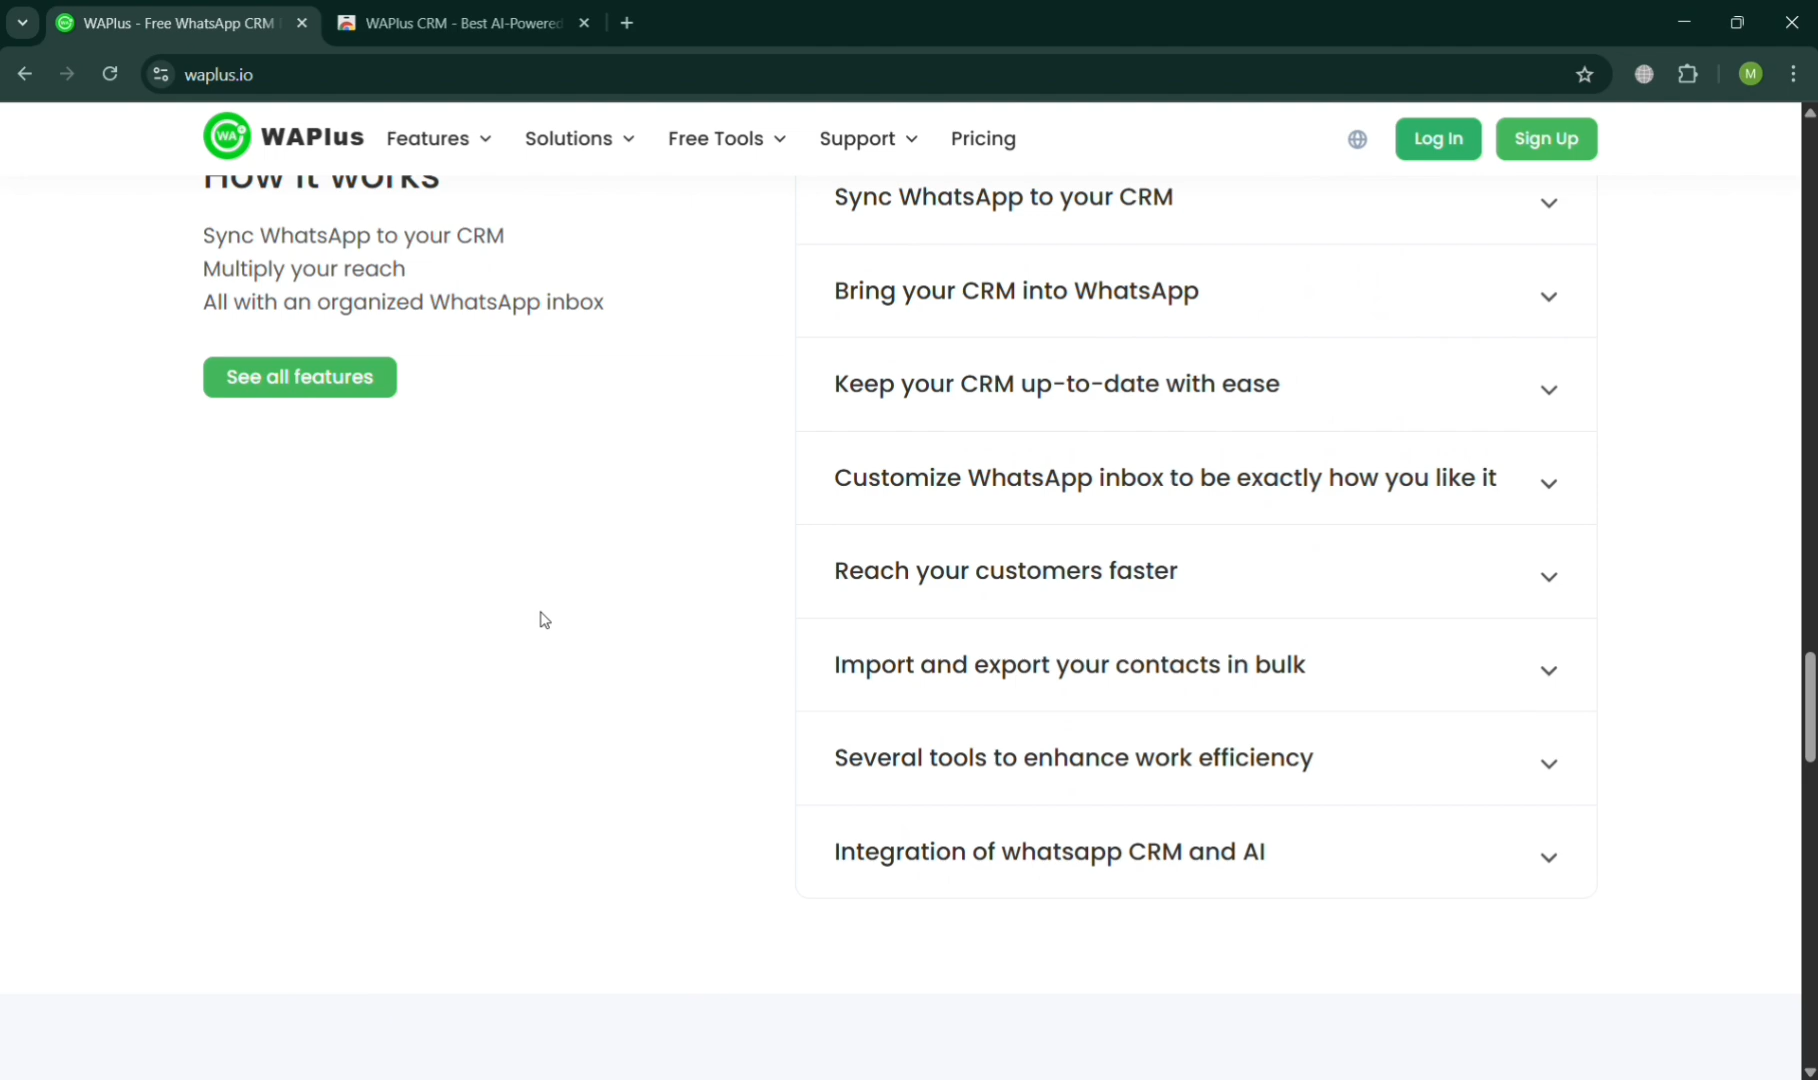 WAPlus - Free WhatsApp CRM
WAPlus CRM - Best AI-Powered
M
waplus.io
WA
WAPlus
Features
Solutions
Free Tools
Support
Pricing
Log In
Sign Up
How it works
Sync WhatsApp to your CRM
Multiply your reach
All with an organized WhatsApp inbox
See all features
Sync WhatsApp to your CRM
Bring your CRM into WhatsApp
Keep your CRM up-to-date with ease
Customize WhatsApp inbox to be exactly how you like it
Reach your customers faster
Import and export your contacts in bulk
Several tools to enhance work efficiency
Integration of whatsapp CRM and AI